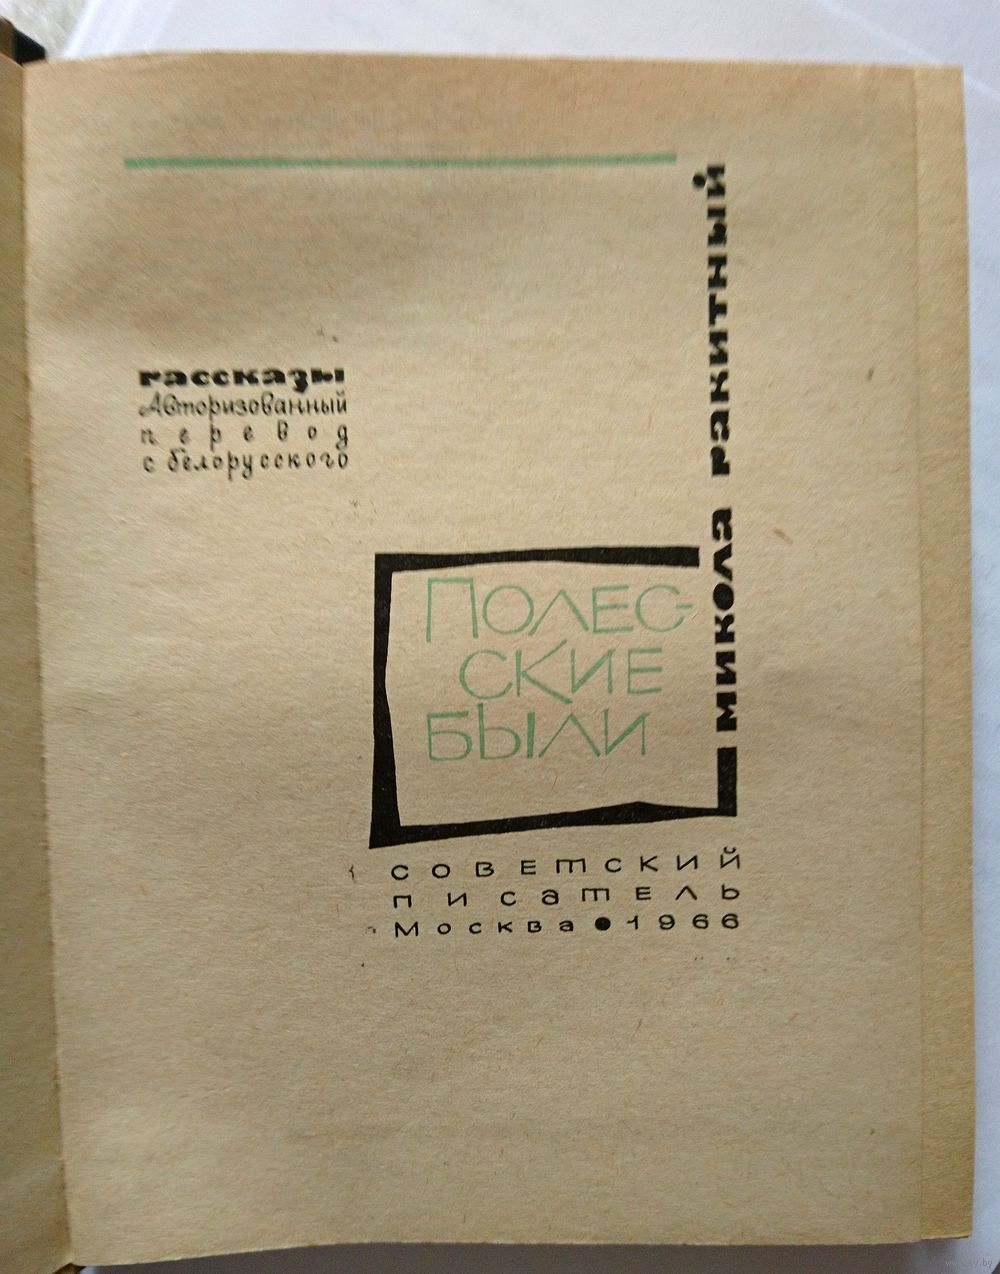 микола ракитный
рассказы
Авторизованный
перевод
с белорусского
Полес-
ские
были
советский
писатель
Москва • 1966